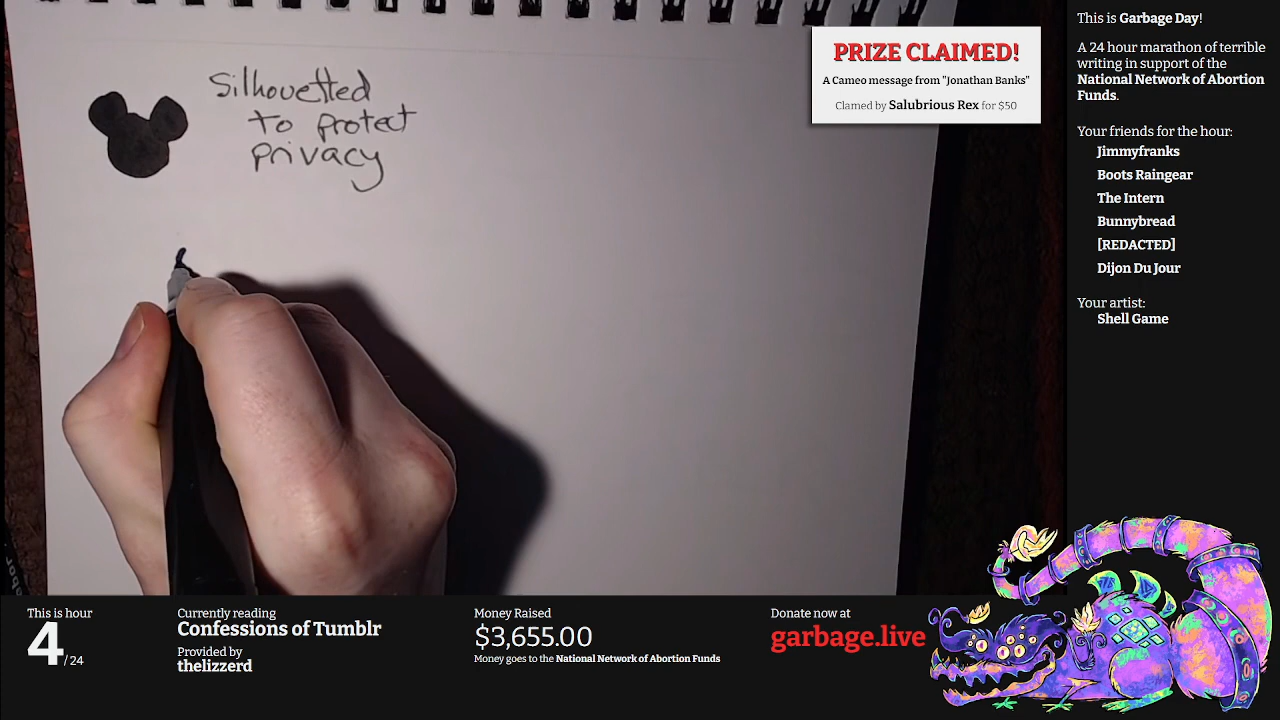 Silhouetted
to protect
privacy
PRIZE CLAIMED!
A Cameo message from "Jonathan Banks"
Clamed by Salubrious Rex for $50
This is Garbage Day!
A 24 hour marathon of terrible
writing in support of the
National Network of Abortion
Funds.
Your friends for the hour:
Jimmyfranks
Boots Raingear
The Intern
Bunnybread
[REDACTED]
Dijon Du Jour
Your artist:
Shell Game
This is hour
4 / 24
Currently reading
Confessions of Tumblr
Provided by
thelizzerd
Money Raised
$3,655.00
Money goes to the National Network of Abortion Funds
Donate now at
garbage.live